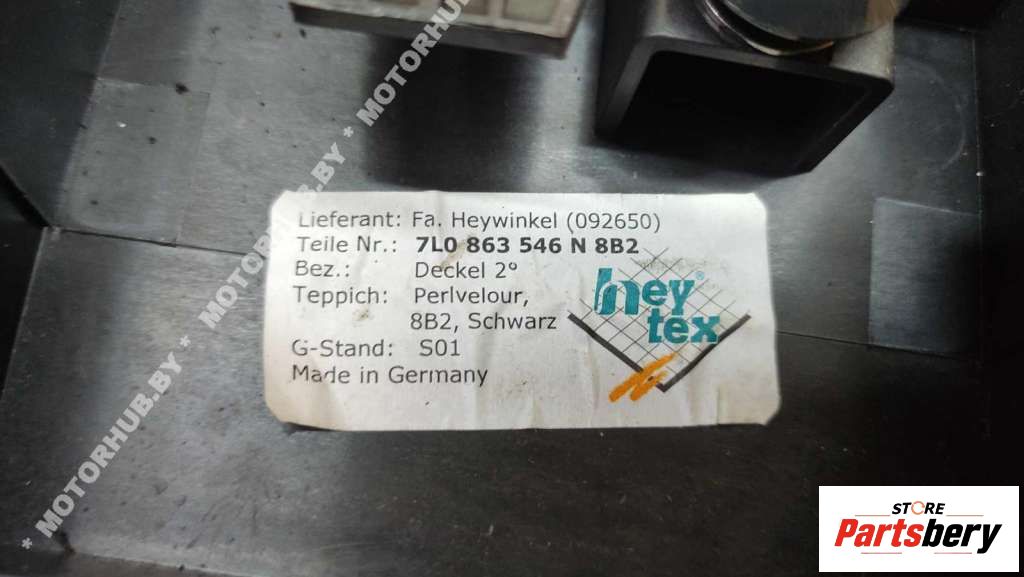 * MOTORHUB.BY * MOTORHUB.BY * MOTORHUB.BY
Lieferant: Fa. Heywinkel (092650)
Teile Nr.: 7L0 863 546 N 8B2
Bez.: Deckel 2°
Teppich: Perlvelour,
8B2, Schwarz
G-Stand: S01
Made in Germany
hey®
tex
STORE
Partsbery